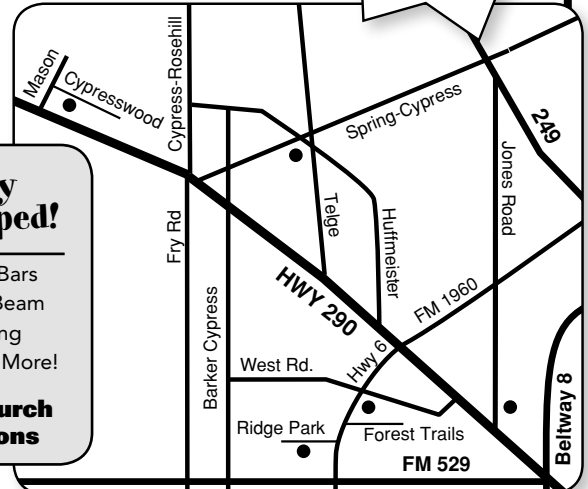 Mason
Cypresswood
Cypress-Rosehill
Spring-Cypress
249
Jones Road
Telge
Huffmeister
Fry Rd
HWY 290
FM 1960
Barker Cypress
West Rd.
Hwy 6
Ridge Park
Forest Trails
FM 529
Beltway 8
y
ped!
Bars
Beam
ng
More!
urch
ons